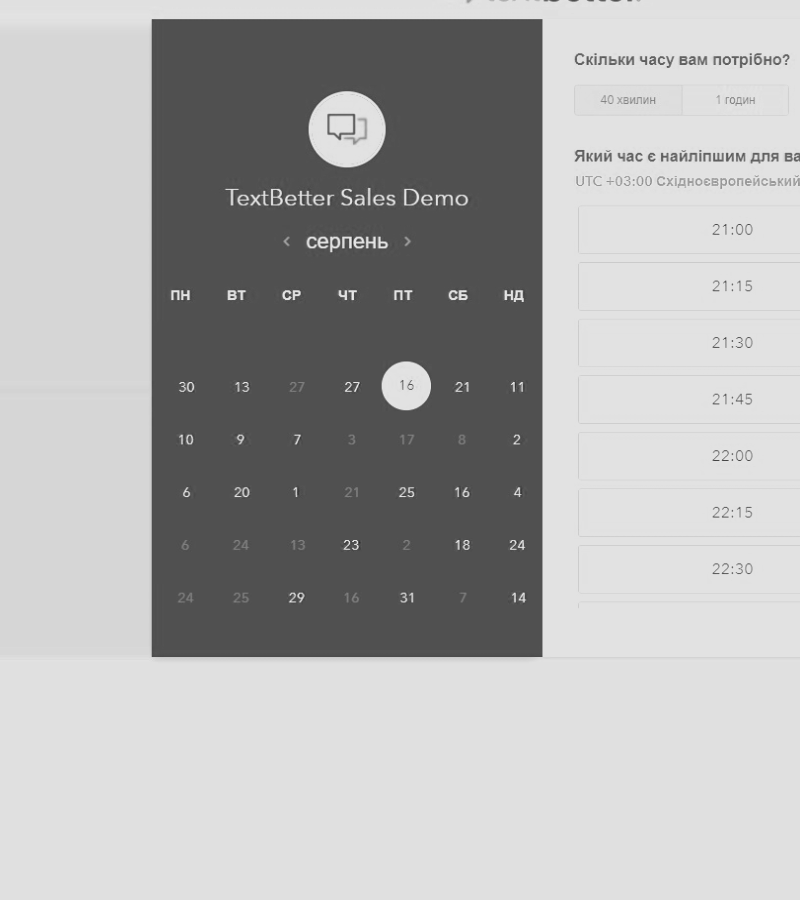 TextBetter Sales Demo
< серпень >
ПН ВТ СР ЧТ ПТ СБ НД
30 13 27 27 16 21 11
10 9 7 3 17 8 2
6 20 1 21 25 16 4
6 24 13 23 2 18 24
24 25 29 16 31 7 14
Скільки часу вам потрібно?
40 хвилин 1 годин
Який час є найліпшим для ва
UTC +03:00 Східноєвропейський
21:00
21:15
21:30
21:45
22:00
22:15
22:30